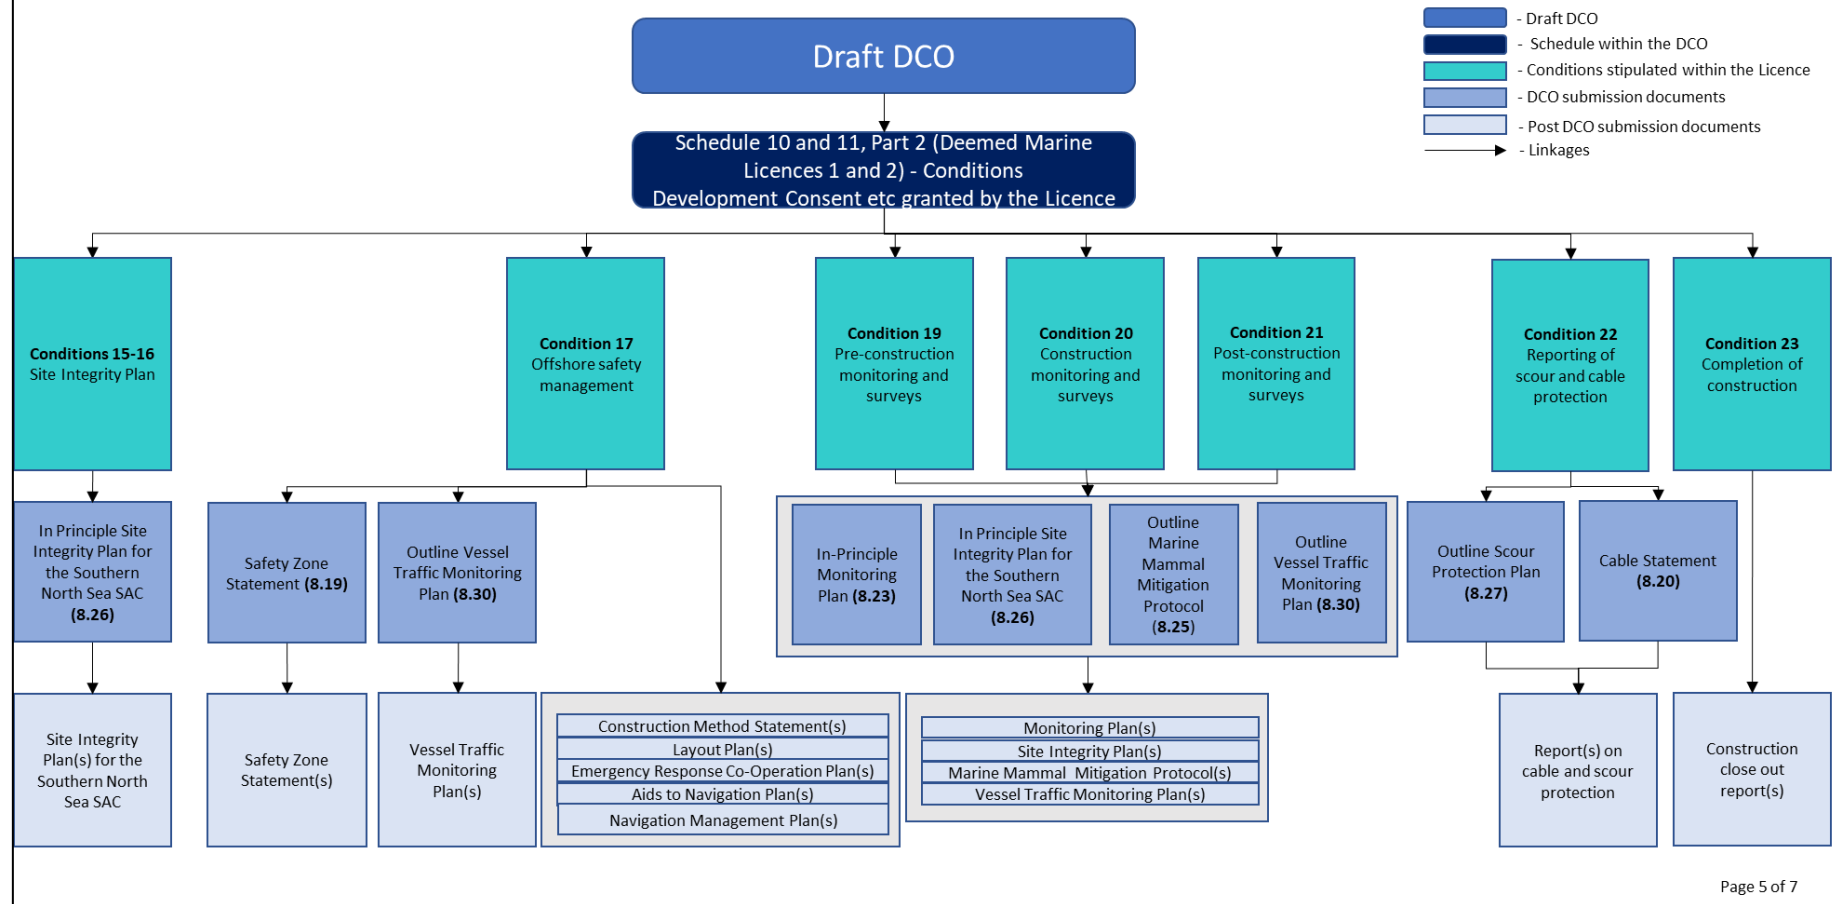 Draft DCO
- Draft DCO
- Schedule within the DCO
- Conditions stipulated within the Licence
- DCO submission documents
- Post DCO submission documents
- Linkages
Schedule 10 and 11, Part 2 (Deemed Marine
Licences 1 and 2) - Conditions
Development Consent etc granted by the Licence
Conditions 15-16
Site Integrity Plan
Condition 17
Offshore safety
management
Condition 19
Pre-construction
monitoring and
surveys
Condition 20
Construction
monitoring and
surveys
Condition 21
Post-construction
monitoring and
surveys
Condition 22
Reporting of
scour and cable
protection
Condition 23
Completion of
construction
In Principle Site
Integrity Plan for
the Southern
North Sea SAC
(8.26)
Safety Zone
Statement (8.19)
Outline Vessel
Traffic Monitoring
Plan (8.30)
In-Principle
Monitoring
Plan (8.23)
In Principle Site
Integrity Plan for
the Southern
North Sea SAC
(8.26)
Outline
Marine
Mammal
Mitigation
Protocol
(8.25)
Outline
Vessel Traffic
Monitoring
Plan (8.30)
Outline Scour
Protection Plan
(8.27)
Cable Statement
(8.20)
Site Integrity
Plan(s) for the
Southern North
Sea SAC
Safety Zone
Statement(s)
Vessel Traffic
Monitoring
Plan(s)
Construction Method Statement(s)
Layout Plan(s)
Emergency Response Co-Operation Plan(s)
Aids to Navigation Plan(s)
Navigation Management Plan(s)
Monitoring Plan(s)
Site Integrity Plan(s)
Marine Mammal Mitigation Protocol(s)
Vessel Traffic Monitoring Plan(s)
Report(s) on
cable and scour
protection
Construction
close out
report(s)
Page 5 of 7